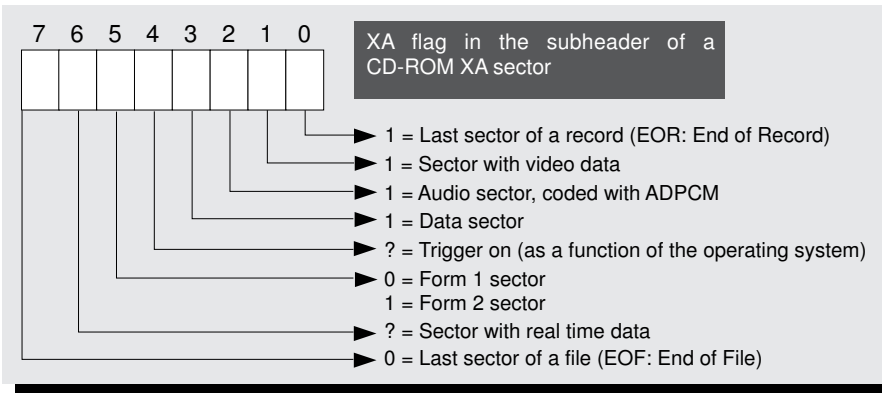 7 6 5 4 3 2 1 0
XA flag in the subheader of a
CD-ROM XA sector
1 = Last sector of a record (EOR: End of Record)
1 = Sector with video data
1 = Audio sector, coded with ADPCM
1 = Data sector
? = Trigger on (as a function of the operating system)
0 = Form 1 sector
1 = Form 2 sector
? = Sector with real time data
0 = Last sector of a file (EOF: End of File)